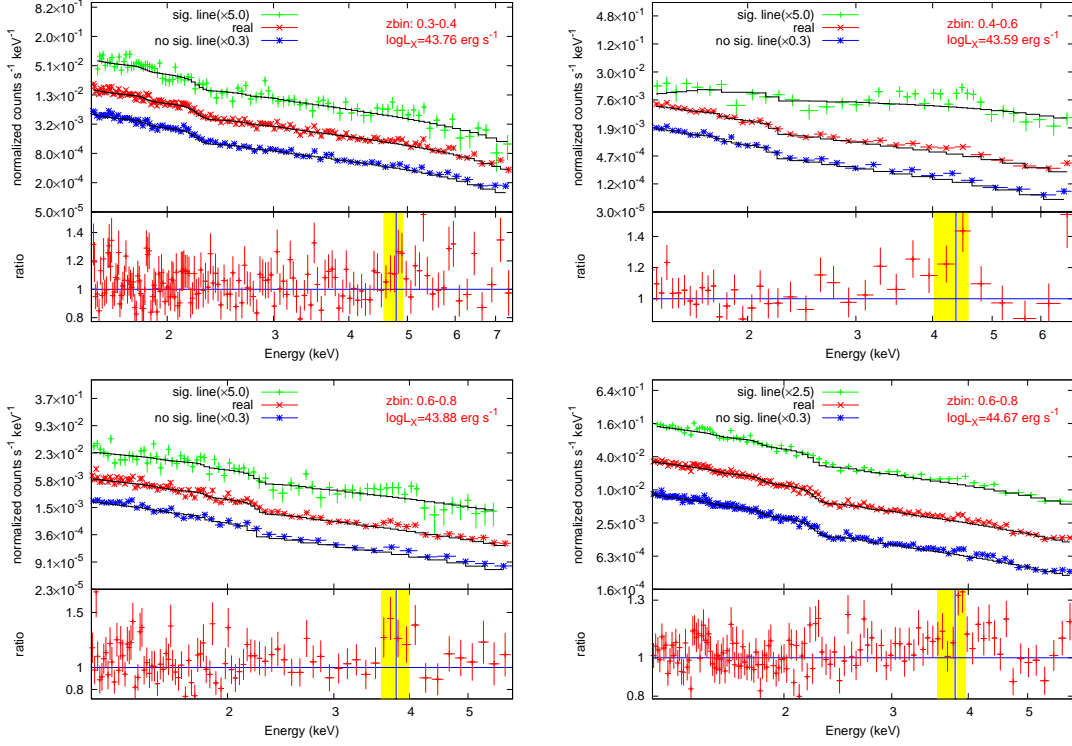 8.2×10⁻¹
2.0×10⁻¹
5.1×10⁻²
1.3×10⁻²
3.2×10⁻³
8.0×10⁻⁴
2.0×10⁻⁴
5.0×10⁻⁵
normalized counts s⁻¹ keV⁻¹
sig. line(×5.0)
real
no sig. line(×0.3)
zbin: 0.3-0.4
logL_X=43.76 erg s⁻¹
1.4
1.2
1
0.8
ratio
2
3
4
5
6
7
Energy (keV)
4.8×10⁻¹
1.2×10⁻¹
3.0×10⁻²
7.6×10⁻³
1.9×10⁻³
4.7×10⁻⁴
1.2×10⁻⁴
3.0×10⁻⁵
normalized counts s⁻¹ keV⁻¹
sig. line(×5.0)
real
no sig. line(×0.3)
zbin: 0.4-0.6
logL_X=43.59 erg s⁻¹
1.4
1.2
1
ratio
2
3
4
5
6
Energy (keV)
3.7×10⁻¹
9.3×10⁻²
2.3×10⁻²
5.8×10⁻³
1.5×10⁻³
3.6×10⁻⁴
9.1×10⁻⁵
2.3×10⁻⁵
normalized counts s⁻¹ keV⁻¹
sig. line(×5.0)
real
no sig. line(×0.3)
zbin: 0.6-0.8
logL_X=43.88 erg s⁻¹
1.5
1
0.8
ratio
2
3
4
5
Energy (keV)
6.4×10⁻¹
1.6×10⁻¹
4.0×10⁻²
1.0×10⁻²
2.5×10⁻³
6.3×10⁻⁴
1.6×10⁻⁴
normalized counts s⁻¹ keV⁻¹
sig. line(×2.5)
real
no sig. line(×0.3)
zbin: 0.6-0.8
logL_X=44.67 erg s⁻¹
1.3
1
0.8
ratio
2
3
4
5
Energy (keV)